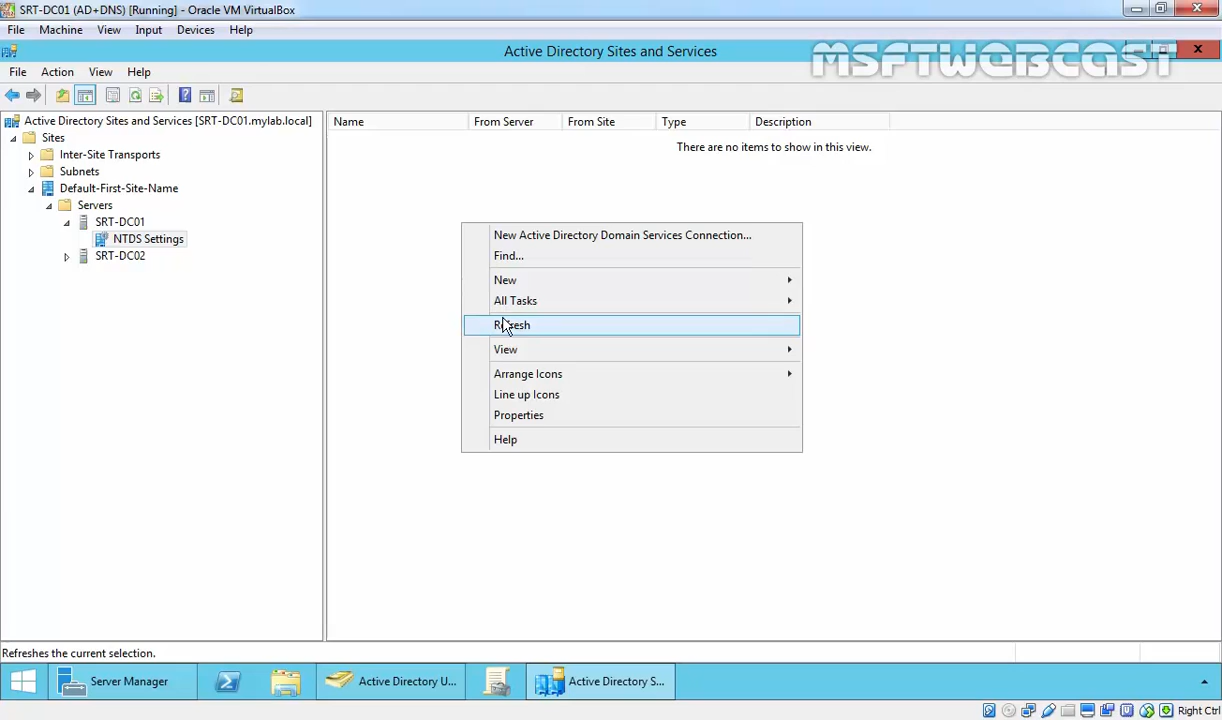 SRT-DC01 (AD+DNS) [Running] - Oracle VM VirtualBox
File Machine View Input Devices Help
Active Directory Sites and Services
MSFTWEBCAST
File Action View Help
Active Directory Sites and Services [SRT-DC01.mylab.local]
Name From Server From Site Type Description
Sites
There are no items to show in this view.
Inter-Site Transports
Subnets
Default-First-Site-Name
Servers
SRT-DC01
NTDS Settings
SRT-DC02
New Active Directory Domain Services Connection...
Find...
New
All Tasks
Refresh
View
Arrange Icons
Line up Icons
Properties
Help
Refreshes the current selection.
Server Manager Active Directory U... Active Directory S...
Right Ctrl